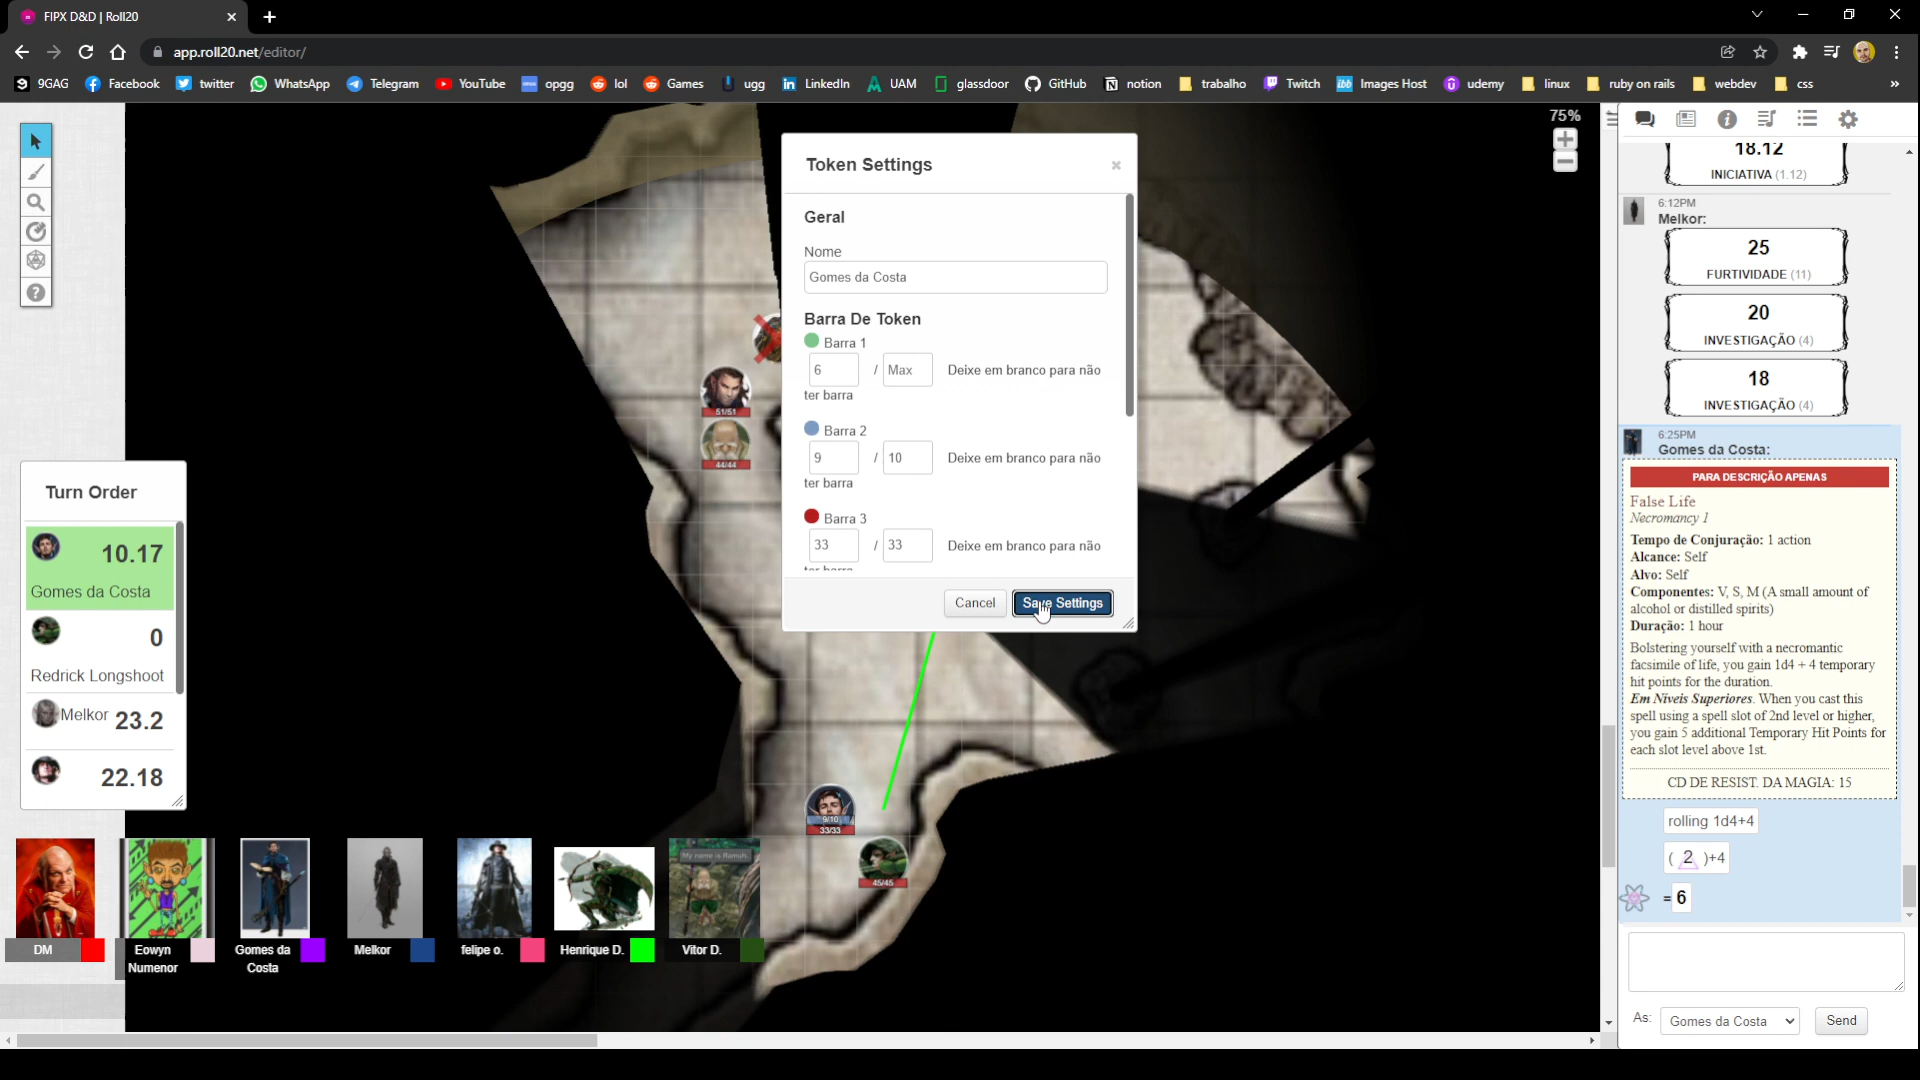 FIPX D&D | Roll20
app.roll20.net/editor/
9GAG
Facebook
twitter
WhatsApp
Telegram
YouTube
opgg
lol
Games
ugg
LinkedIn
UAM
glassdoor
GitHub
notion
trabalho
Twitch
Images Host
udemy
linux
ruby on rails
webdev
css
75%
Token Settings
Geral
Nome
Gomes da Costa
Barra De Token
Barra 1
6 / Max Deixe em branco para não
ter barra
Barra 2
9 / 10 Deixe em branco para não
ter barra
Barra 3
33 / 33 Deixe em branco para não
ter barra
Cancel
Save Settings
51/51
44/44
9/10
33/33
45/45
Turn Order
10.17
Gomes da Costa
0
Redrick Longshoot
Melkor 23.2
22.18
DM
Eowyn
Numenor
Gomes da
Costa
Melkor
felipe o.
Henrique D.
My name is Ramuh.
Vitor D.
18.12
INICIATIVA (1.12)
6:12PM
Melkor:
25
FURTIVIDADE (11)
20
INVESTIGAÇÃO (4)
18
INVESTIGAÇÃO (4)
6:25PM
Gomes da Costa:
PARA DESCRIÇÃO APENAS
False Life
Necromancy 1
Tempo de Conjuração: 1 action
Alcance: Self
Alvo: Self
Componentes: V, S, M (A small amount of
alcohol or distilled spirits)
Duração: 1 hour
Bolstering yourself with a necromantic
facsimile of life, you gain 1d4 + 4 temporary
hit points for the duration.
Em Níveis Superiores. When you cast this
spell using a spell slot of 2nd level or higher,
you gain 5 additional Temporary Hit Points for
each slot level above 1st.
CD DE RESIST. DA MAGIA: 15
rolling 1d4+4
( 2 )+4
=6
As: Gomes da Costa
Send